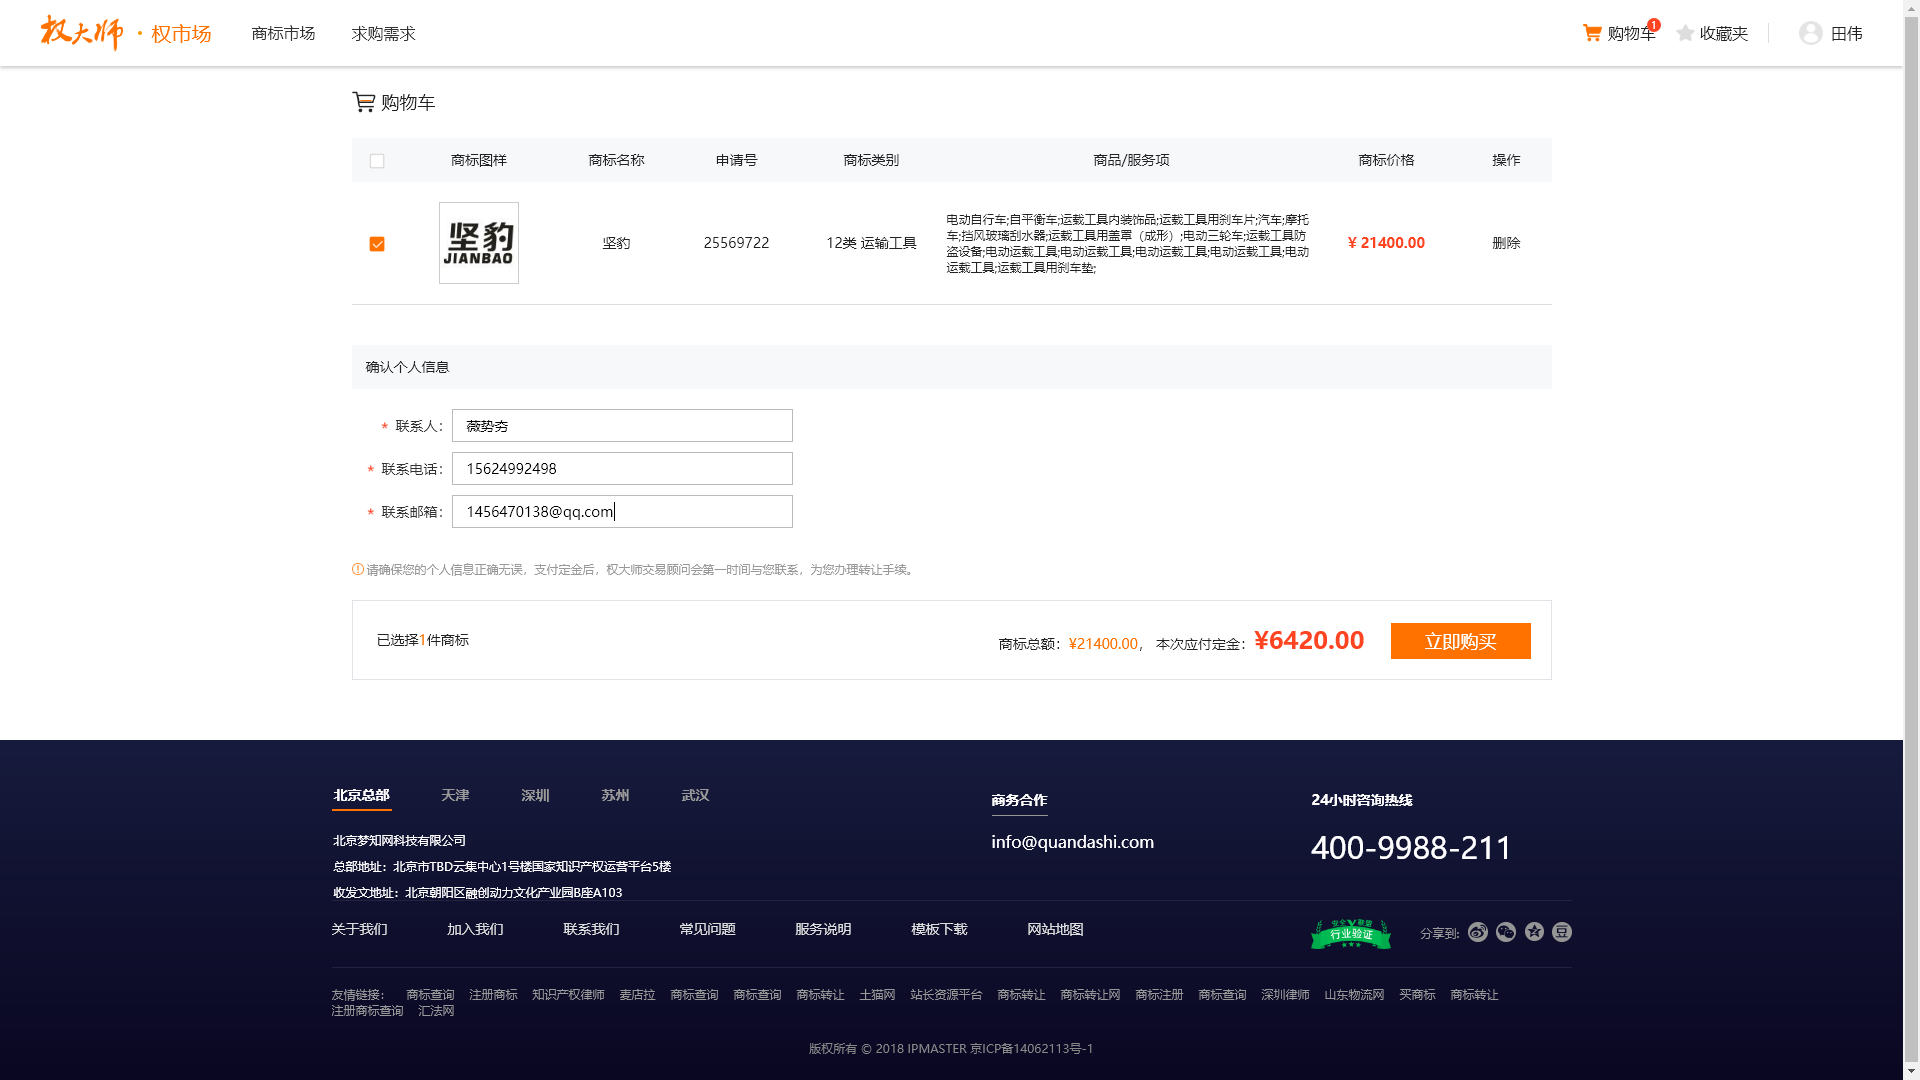 权大师·权市场 商标市场 求购需求 购物车 1 收藏夹 田伟
购物车
商标图样 商标名称 申请号 商标类别 商品/服务项 商标价格 操作
坚豹
JIANBAO
坚豹 25569722 12类 运输工具
电动自行车;自平衡车;运载工具内装饰品;运载工具用刹车片;汽车;摩托
车;挡风玻璃刮水器;运载工具用盖罩（成形）;电动三轮车;运载工具防
盗设备;电动运载工具;电动运载工具;电动运载工具;电动运载工具;电动
运载工具;运载工具用刹车垫;
¥ 21400.00 删除
确认个人信息
* 联系人： 薇势夯
* 联系电话： 15624992498
* 联系邮箱： 1456470138@qq.com
请确保您的个人信息正确无误，支付定金后，权大师交易顾问会第一时间与您联系，为您办理转让手续。
已选择1件商标 商标总额：¥21400.00， 本次应付定金：¥6420.00 立即购买
北京总部 天津 深圳 苏州 武汉
商务合作
24小时咨询热线
北京梦知网科技有限公司
info@quandashi.com
400-9988-211
总部地址：北京市TBD云集中心1号楼国家知识产权运营平台5楼
收发文地址：北京朝阳区融创动力文化产业园B座A103
关于我们 加入我们 联系我们 常见问题 服务说明 模板下载 网站地图
安全V联盟
行业验证
分享到:
友情链接： 商标查询 注册商标 知识产权律师 麦店拉 商标查询 商标查询 商标转让 土猫网 站长资源平台 商标转让 商标转让网 商标注册 商标查询 深圳律师 山东物流网 买商标 商标转让
注册商标查询 汇法网
版权所有 © 2018 IPMASTER 京ICP备14062113号-1